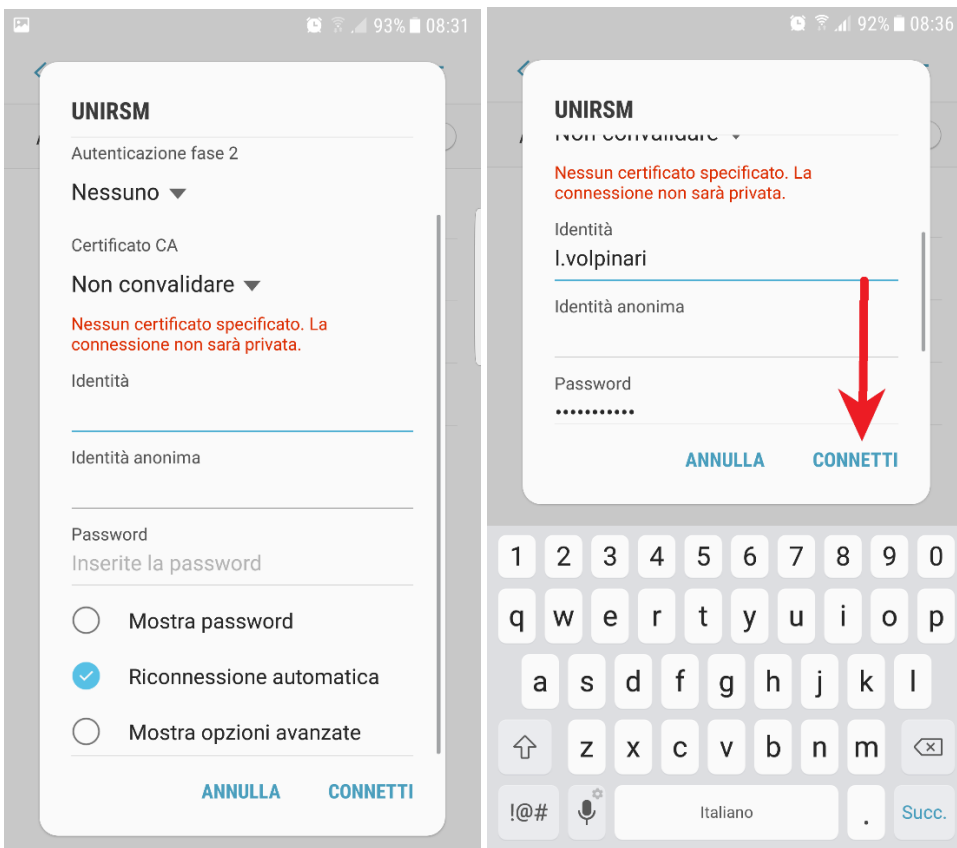 93% 08:31
UNIRSM
Autenticazione fase 2
Nessuno
Certificato CA
Non convalidare
Nessun certificato specificato. La
connessione non sarà privata.
Identità
Identità anonima
Password
Inserite la password
Mostra password
Riconnessione automatica
Mostra opzioni avanzate
ANNULLA CONNETTI
92% 08:36
UNIRSM
Non convalidare
Nessun certificato specificato. La
connessione non sarà privata.
Identità
l.volpinari
Identità anonima
Password
•••••••••••
ANNULLA CONNETTI
1 2 3 4 5 6 7 8 9 0
q w e r t y u i o p
a s d f g h j k l
z x c v b n m
!@# Italiano . Succ.